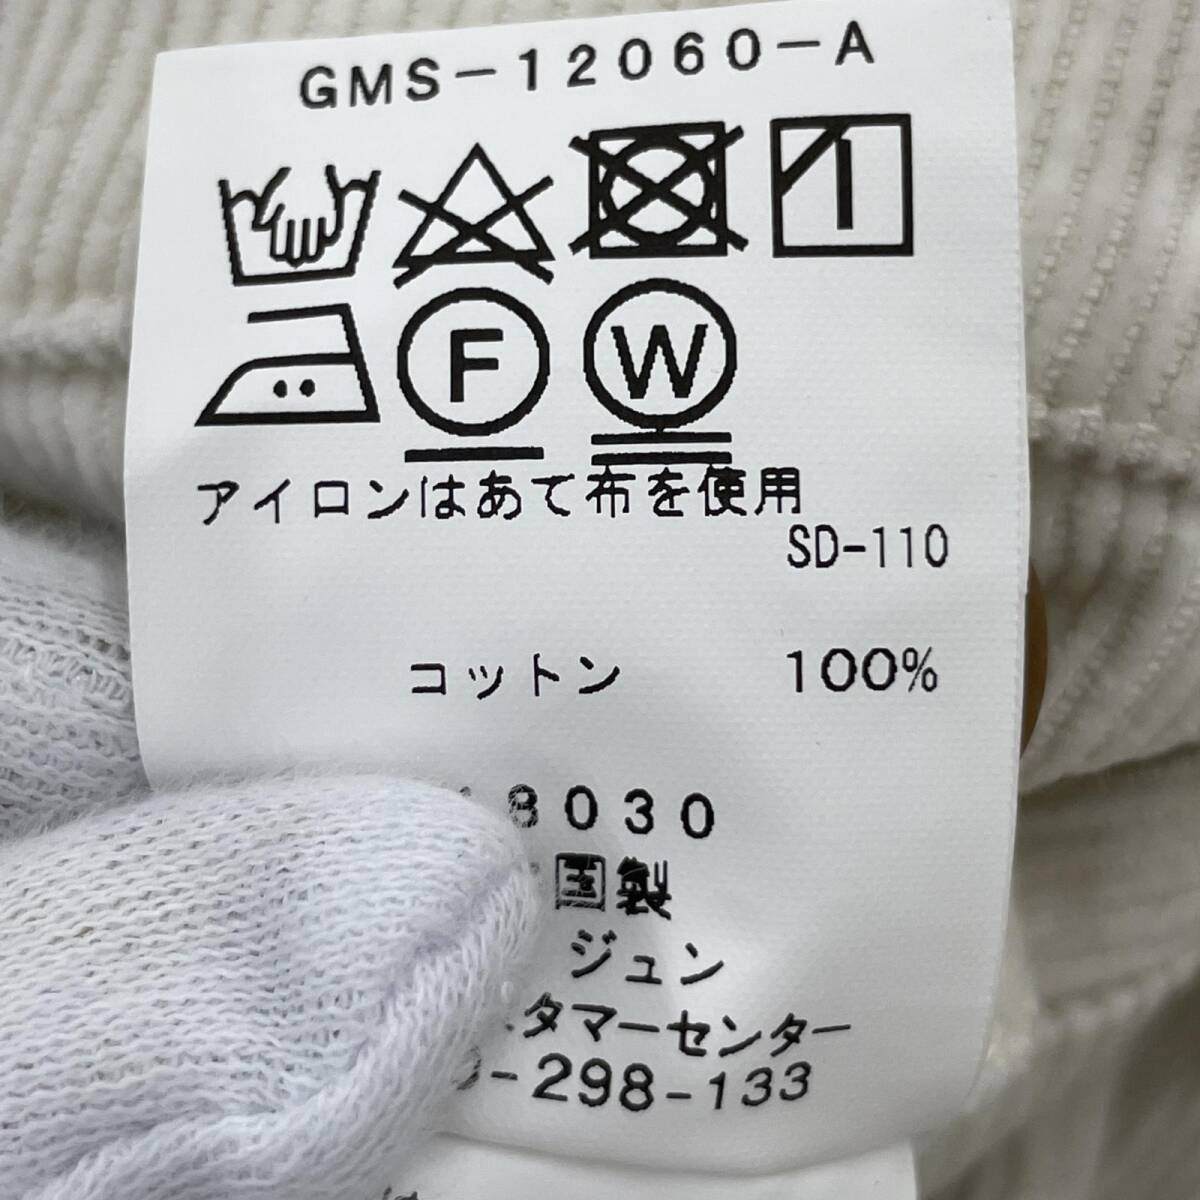 GMS-12060-A
F W
アイロンはあて布を使用
SD-110
コットン 100%
8030
国製
ジュン
タマーセンター
-298-133